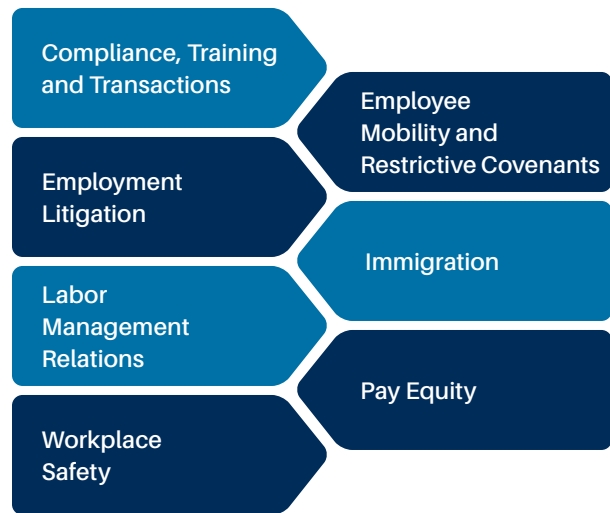 Compliance, Training
and Transactions
Employee
Mobility and
Restrictive Covenants
Employment
Litigation
Immigration
Labor
Management
Relations
Pay Equity
Workplace
Safety